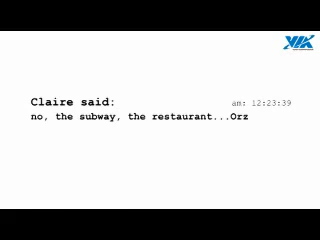 Claire said: am: 12:23:39
no, the subway, the restaurant...Orz